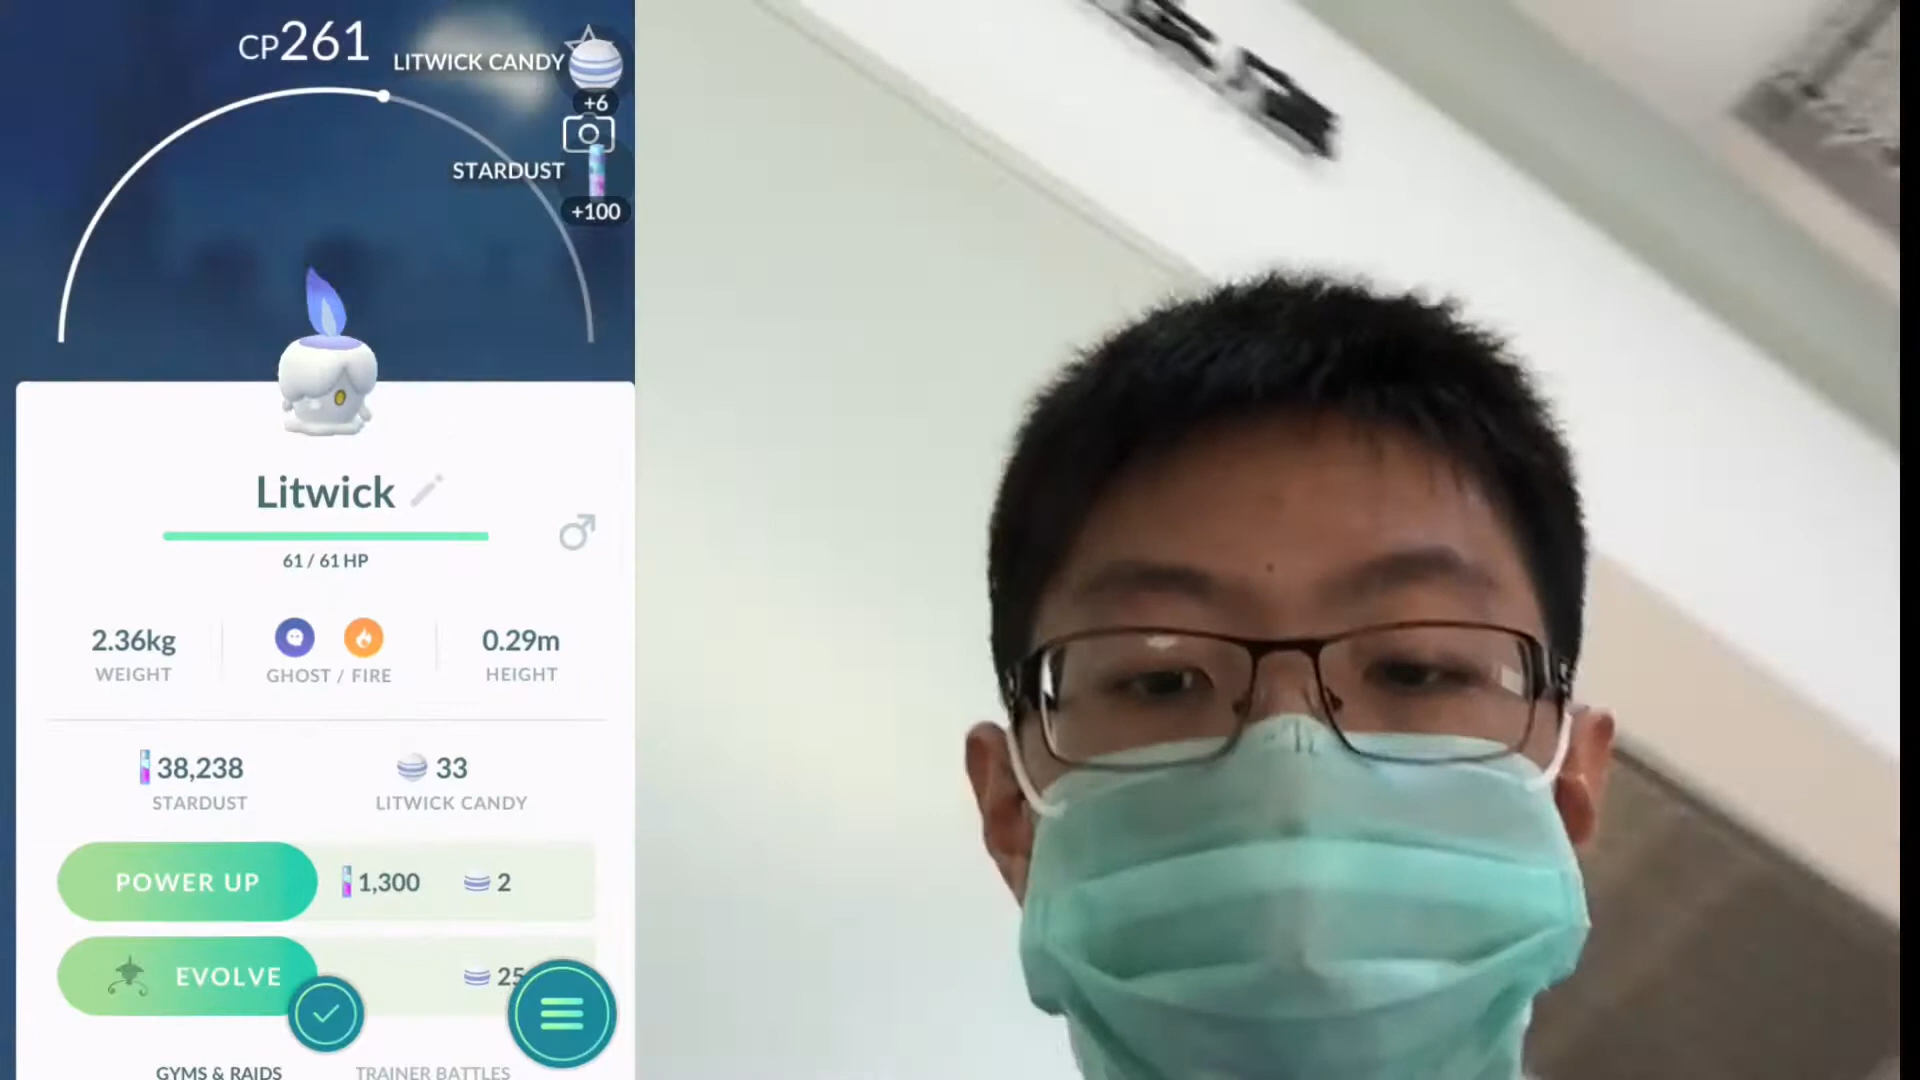 CP261
LITWICK CANDY
+6
STARDUST
+100
Litwick
61 / 61 HP
2.36kg
WEIGHT
GHOST / FIRE
0.29m
HEIGHT
38,238
STARDUST
33
LITWICK CANDY
POWER UP
1,300
2
EVOLVE
25
GYMS & RAIDS
TRAINER BATTLES